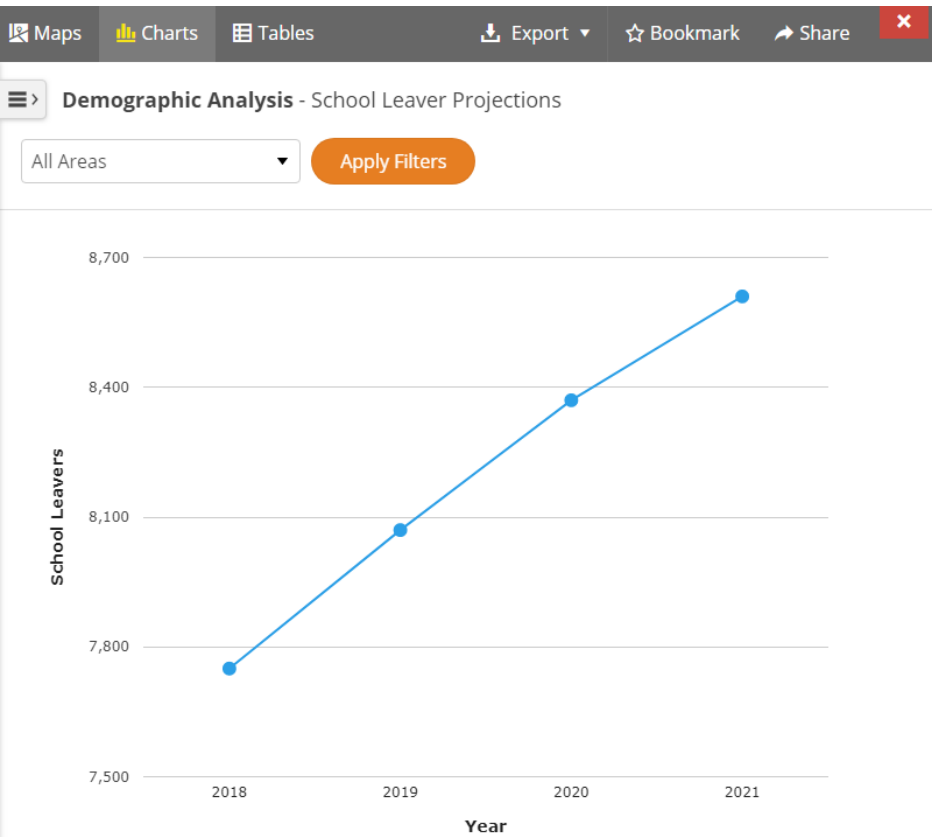 Maps Charts Tables Export Bookmark Share
Demographic Analysis - School Leaver Projections
All Areas Apply Filters
8,700
8,400
8,100
7,800
7,500
School Leavers
2018 2019 2020 2021
Year